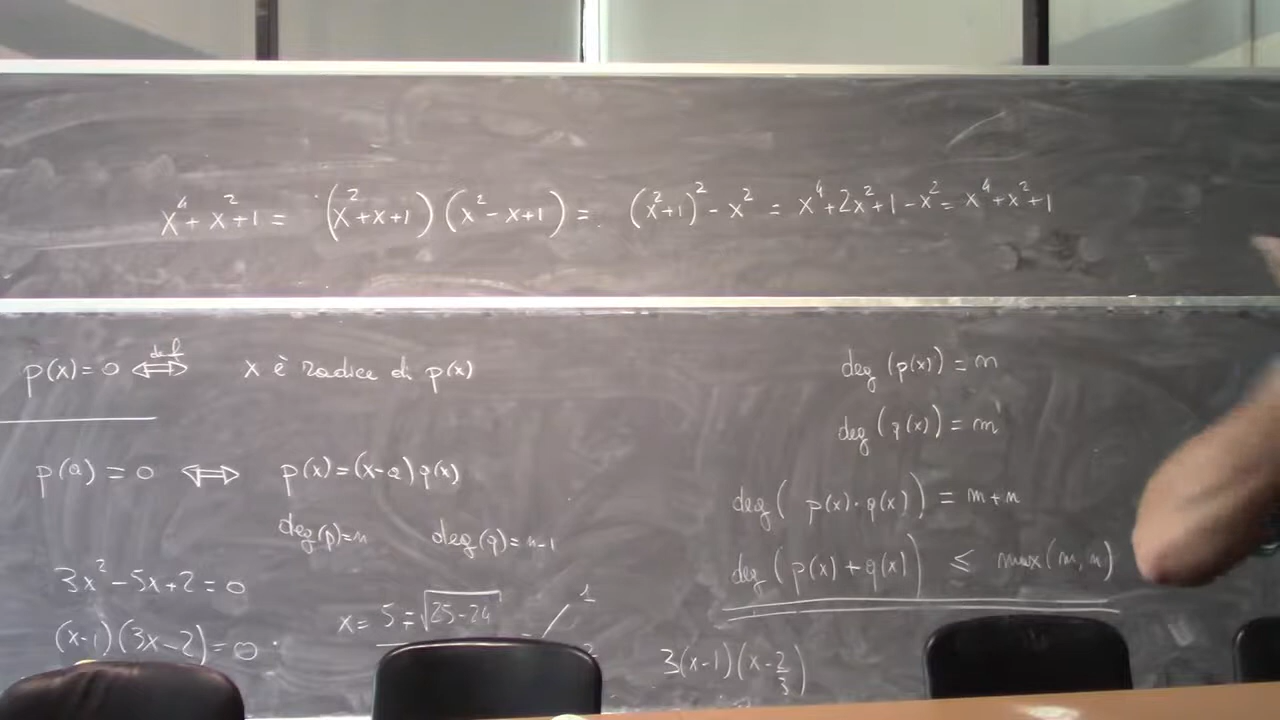 x⁴+x²+1 = (x²+x+1)(x²-x+1) = (x²+1)²-x² = x⁴+2x²+1-x² = x⁴+x²+1
p(x)=0 ⟺ def x è radice di p(x)
p(a)=0 ⟺ p(x)=(x-a)q(x)
deg(p)=n deg(q)=n-1
3x²-5x+2=0
(x-1)(3x-2)=0
x= 5±√25-24
1
deg(p(x))=n
deg(q(x))=m
deg(p(x)·q(x))=m+n
deg(p(x)+q(x)) ≤ max(m,n)
3(x-1)(x-2/3)